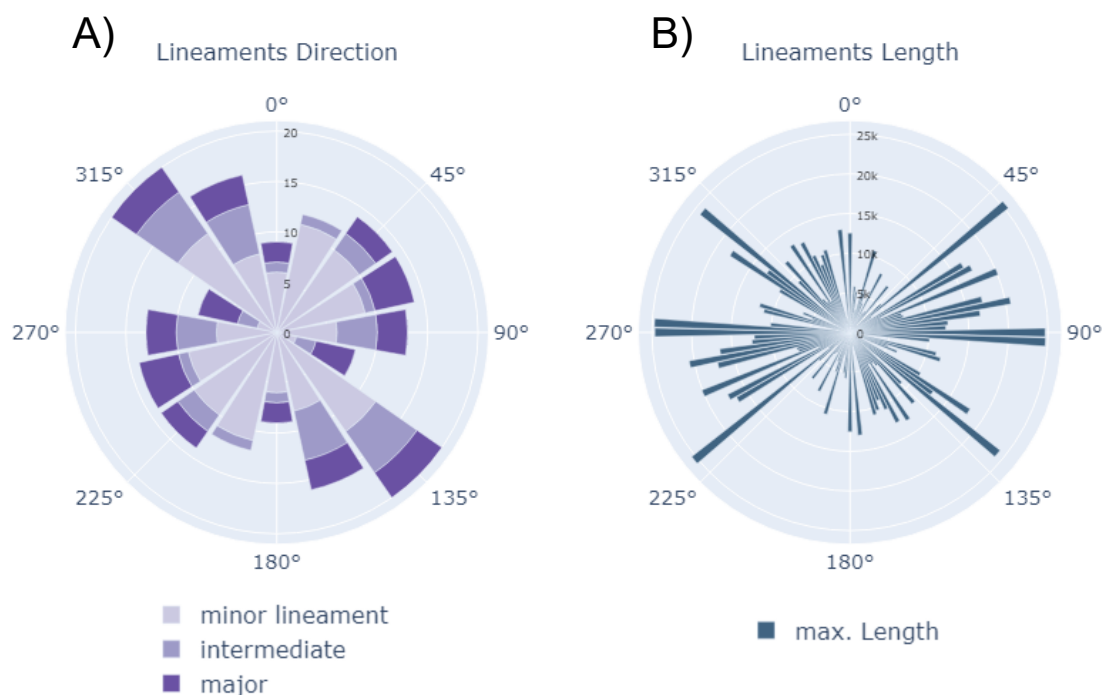 A)
Lineaments Direction
0°
20
315°
45°
15
10
5
270°
0
90°
225°
135°
180°
minor lineament
intermediate
major
B)
Lineaments Length
0°
25k
315°
45°
20k
15k
10k
5k
270°
0
90°
225°
135°
180°
max. Length